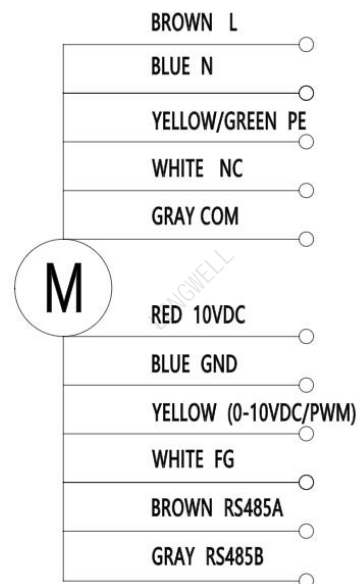 BROWN L
BLUE N
YELLOW/GREEN PE
WHITE NC
GRAY COM
M
RED 10VDC
BLUE GND
YELLOW (0-10VDC/PWM)
WHITE FG
BROWN RS485A
GRAY RS485B